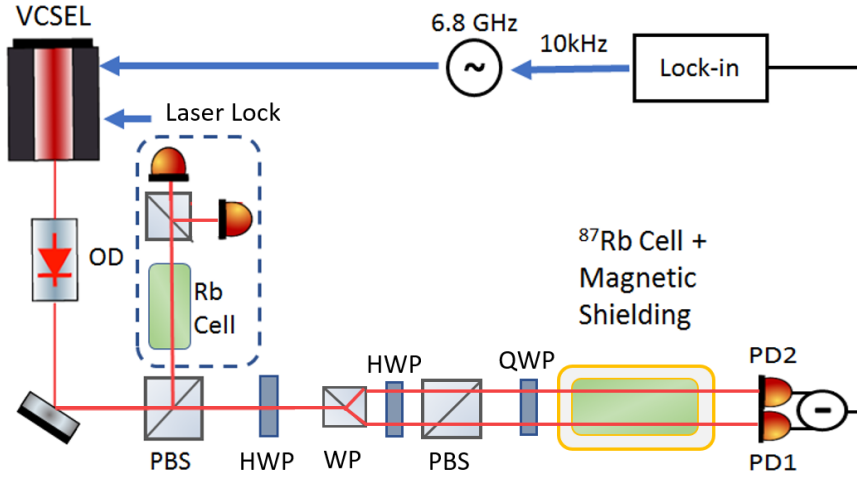 VCSEL
6.8 GHz
~
10kHz
Lock-in
Laser Lock
OD
Rb
Cell
⁸⁷Rb Cell +
Magnetic
Shielding
HWP
QWP
PD2
-
PBS
HWP
WP
PBS
PD1